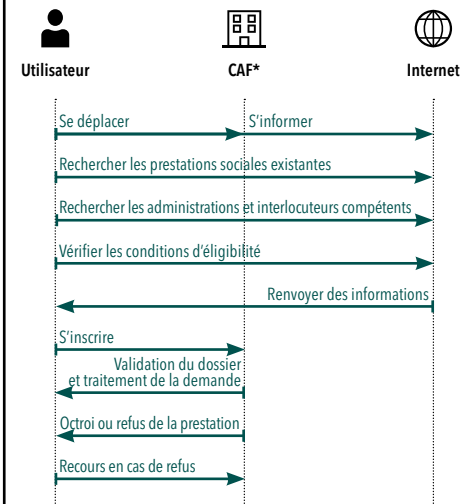 Utilisateur
CAF*
Internet
Se déplacer
S'informer
Rechercher les prestations sociales existantes
Rechercher les administrations et interlocuteurs compétents
Vérifier les conditions d'éligibilité
Renvoyer des informations
S'inscrire
Validation du dossier
et traitement de la demande
Octroi ou refus de la prestation
Recours en cas de refus